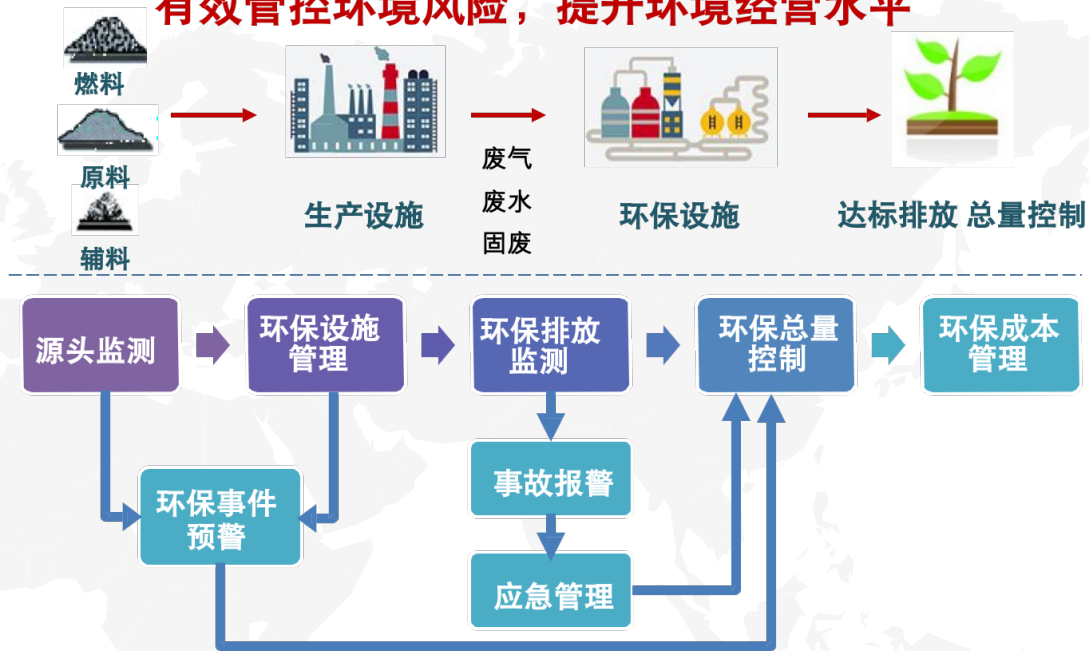 有效管控环境风险，提升环境经营水平
燃料
原料
辅料
废气
废水
固废
生产设施
环保设施
达标排放 总量控制
源头监测
环保设施
管理
环保排放
监测
环保总量
控制
环保成本
管理
环保事件
预警
事故报警
应急管理